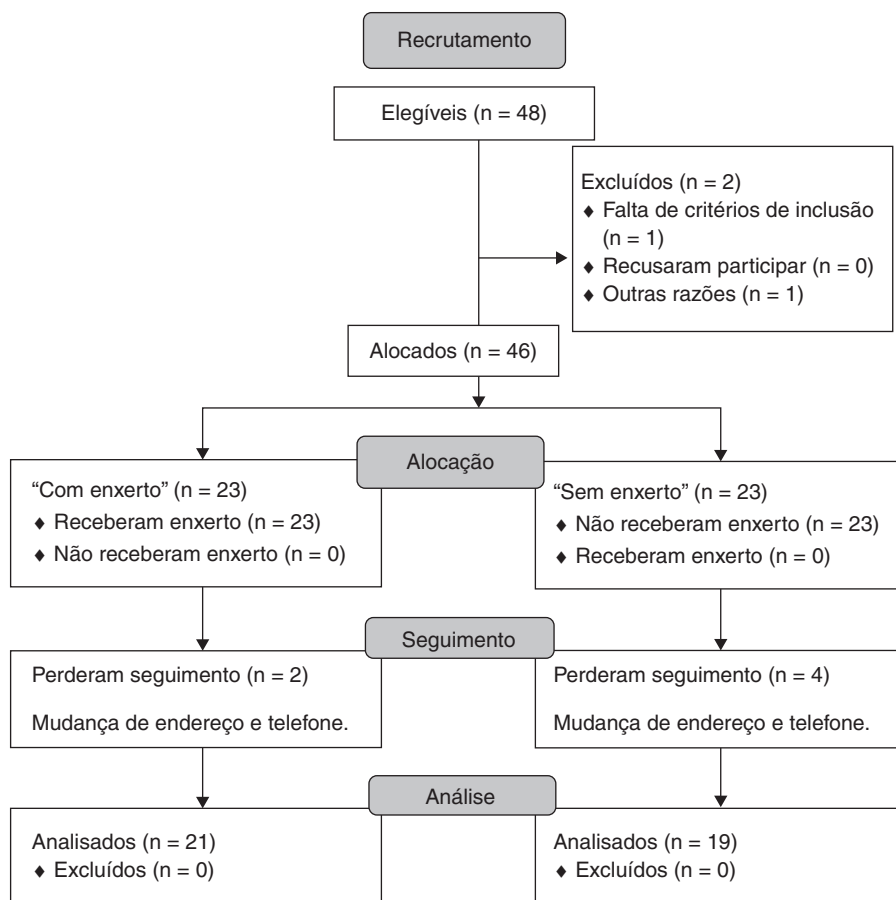 Recrutamento
Elegíveis (n = 48)
Excluídos (n = 2)
♦ Falta de critérios de inclusão
(n = 1)
♦ Recusaram participar (n = 0)
♦ Outras razões (n = 1)
Alocados (n = 46)
Alocação
“Com enxerto” (n = 23)
♦ Receberam enxerto (n = 23)
♦ Não receberam enxerto (n = 0)
“Sem enxerto” (n = 23)
♦ Não receberam enxerto (n = 23)
♦ Receberam enxerto (n = 0)
Seguimento
Perderam seguimento (n = 2)
Mudança de endereço e telefone.
Perderam seguimento (n = 4)
Mudança de endereço e telefone.
Análise
Analisados (n = 21)
♦ Excluídos (n = 0)
Analisados (n = 19)
♦ Excluídos (n = 0)